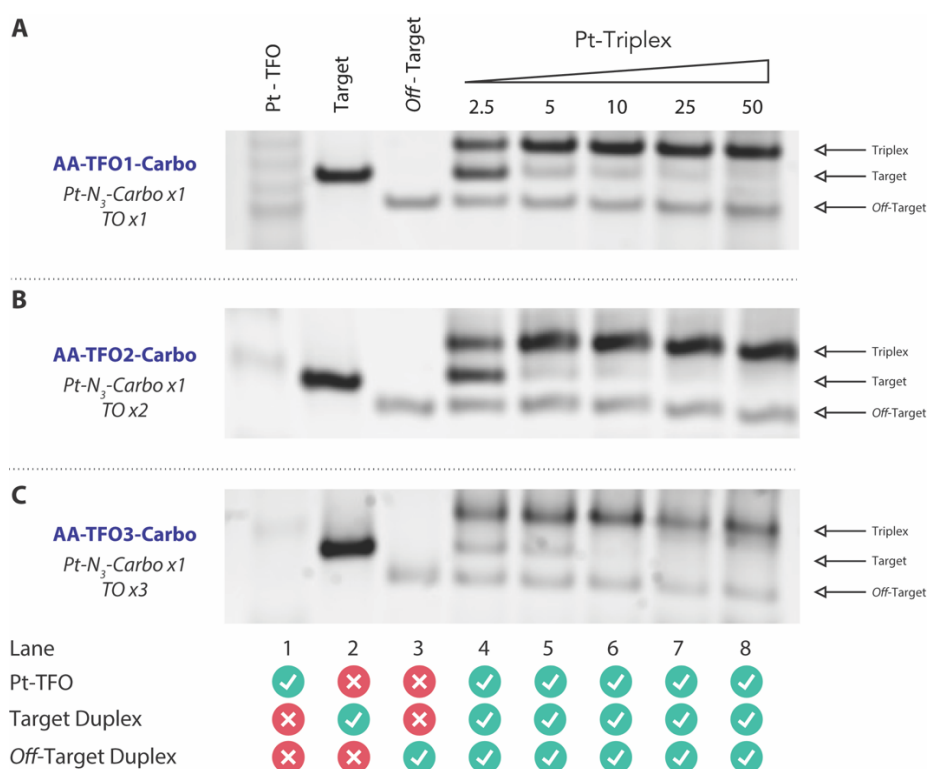 A
Pt - TFO
Target
Off - Target
Pt-Triplex
2.5 5 10 25 50
AA-TFO1-Carbo
Pt-N3-Carbo x1
TO x1
Triplex
Target
Off-Target
B
AA-TFO2-Carbo
Pt-N3-Carbo x1
TO x2
Triplex
Target
Off-Target
C
AA-TFO3-Carbo
Pt-N3-Carbo x1
TO x3
Triplex
Target
Off-Target
Lane 1 2 3 4 5 6 7 8
Pt-TFO
Target Duplex
Off-Target Duplex